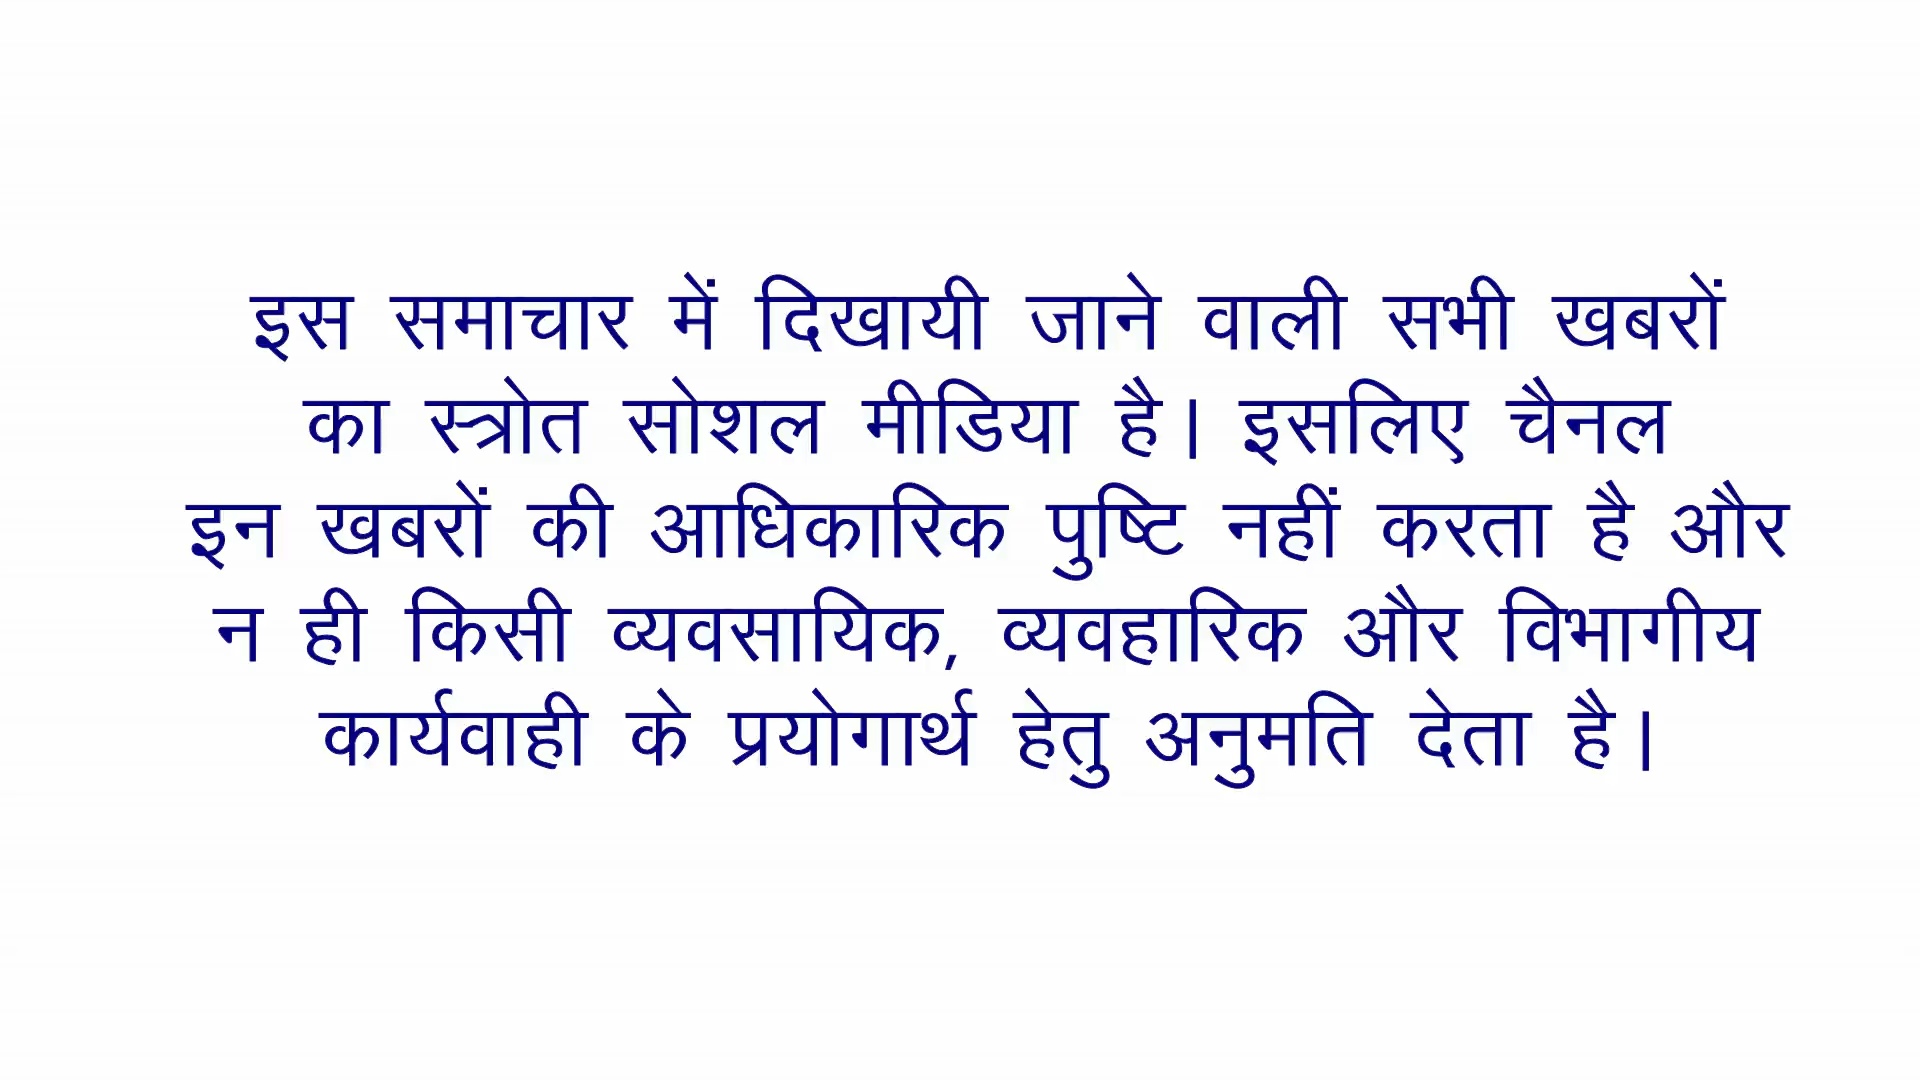 इस समाचार में दिखायी जाने वाली सभी खबरों
का स्त्रोत सोशल मीडिया है। इसलिए चैनल
इन खबरों की आधिकारिक पुष्टि नहीं करता है और
न ही किसी व्यवसायिक, व्यवहारिक और विभागीय
कार्यवाही के प्रयोगार्थ हेतु अनुमति देता है।